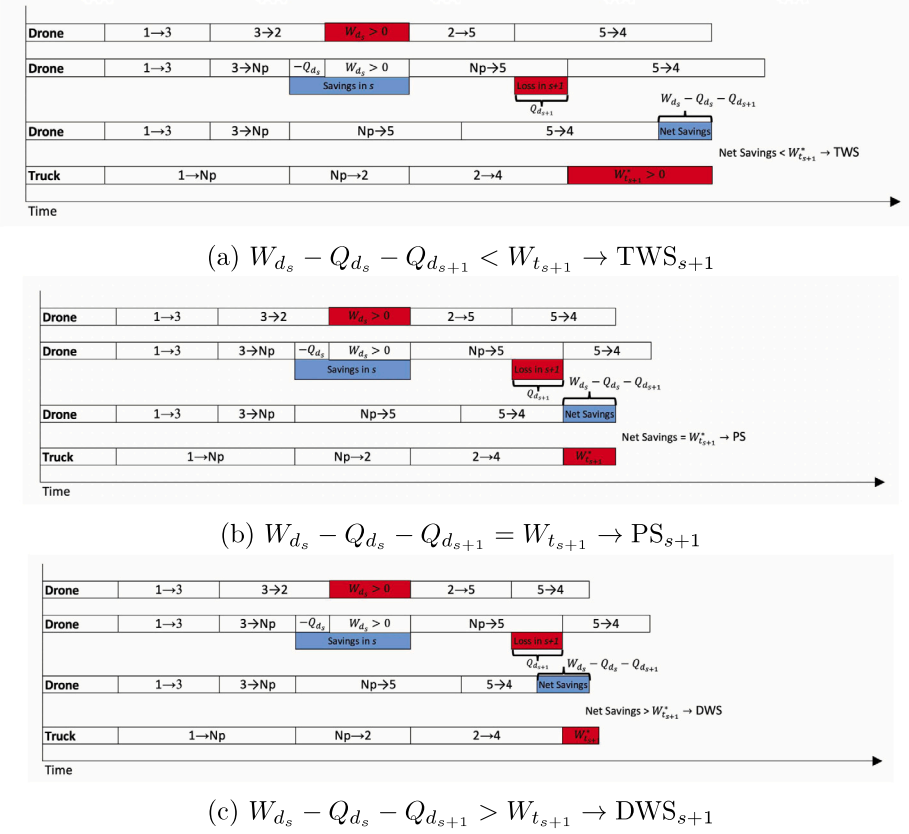 Drone 1→3 3→2 W_{d_s} > 0 2→5 5→4
Drone 1→3 3→Np −Q_{d_s} W_{d_s} > 0 Np→5 5→4
Savings in s Loss in s+1
Q_{d_{s+1}} W_{d_s} − Q_{d_s} − Q_{d_{s+1}}
Drone 1→3 3→Np Np→5 5→4 Net Savings
Net Savings < W^*_{t_{s+1}} → TWS
Truck 1→Np Np→2 2→4 W^*_{t_{s+1}} > 0
Time
(a) W_{d_s} − Q_{d_s} − Q_{d_{s+1}} < W_{t_{s+1}} → TWS_{s+1}
Drone 1→3 3→2 W_{d_s} > 0 2→5 5→4
Drone 1→3 3→Np −Q_{d_s} W_{d_s} > 0 Np→5 5→4
Savings in s Loss in s+1
Q_{d_{s+1}} W_{d_s} − Q_{d_s} − Q_{d_{s+1}}
Drone 1→3 3→Np Np→5 5→4 Net Savings
Net Savings = W^*_{t_{s+1}} → PS
Truck 1→Np Np→2 2→4 W^*_{t_{s+1}}
Time
(b) W_{d_s} − Q_{d_s} − Q_{d_{s+1}} = W_{t_{s+1}} → PS_{s+1}
Drone 1→3 3→2 W_{d_s} > 0 2→5 5→4
Drone 1→3 3→Np −Q_{d_s} W_{d_s} > 0 Np→5 5→4
Savings in s Loss in s+1
Q_{d_{s+1}} W_{d_s} − Q_{d_s} − Q_{d_{s+1}}
Drone 1→3 3→Np Np→5 5→4 Net Savings
Net Savings > W^*_{t_{s+1}} → DWS
Truck 1→Np Np→2 2→4 W^*_{t_{s+1}}
Time
(c) W_{d_s} − Q_{d_s} − Q_{d_{s+1}} > W_{t_{s+1}} → DWS_{s+1}